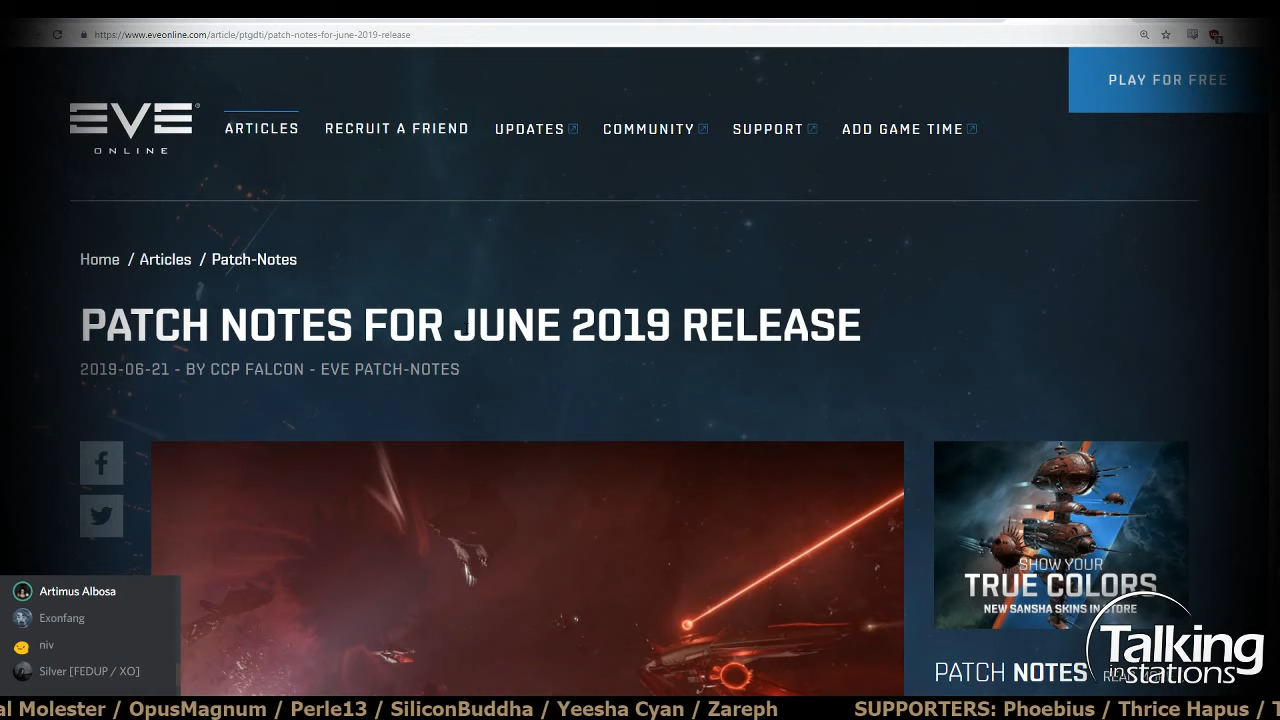 https://www.eveonline.com/article/ptgdti/patch-notes-for-june-2019-release
PLAY FOR FREE
EVE
ONLINE
ARTICLES RECRUIT A FRIEND UPDATES COMMUNITY SUPPORT ADD GAME TIME
Home / Articles / Patch-Notes
PATCH NOTES FOR JUNE 2019 RELEASE
2019-06-21 - BY CCP FALCON - EVE PATCH-NOTES
SHOW YOUR
TRUE COLORS
NEW SANSHA SKINS IN STORE
PATCH NOTES
Artimus Albosa
Exonfang
niv
Silver [FEDUP / XO]
Talking
in stations
al Molester / OpusMagnum / Perle13 / SiliconBuddha / Yeesha Cyan / Zareph SUPPORTERS: Phoebius / Thrice Hapus /